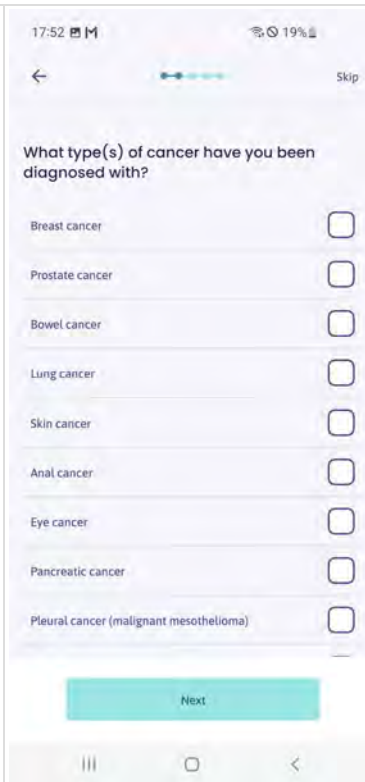 17:52 M 19%
Skip
What type(s) of cancer have you been
diagnosed with?
Breast cancer
Prostate cancer
Bowel cancer
Lung cancer
Skin cancer
Anal cancer
Eye cancer
Pancreatic cancer
Pleural cancer (malignant mesothelioma)
Next